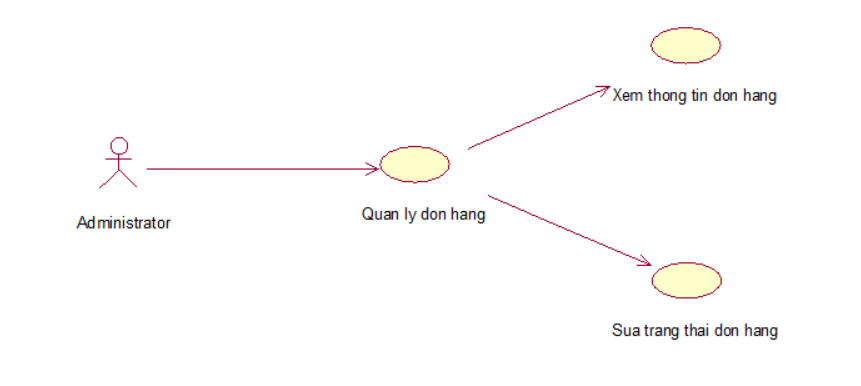 Xem thong tin don hang
Administrator
Quan ly don hang
Sua trang thai don hang